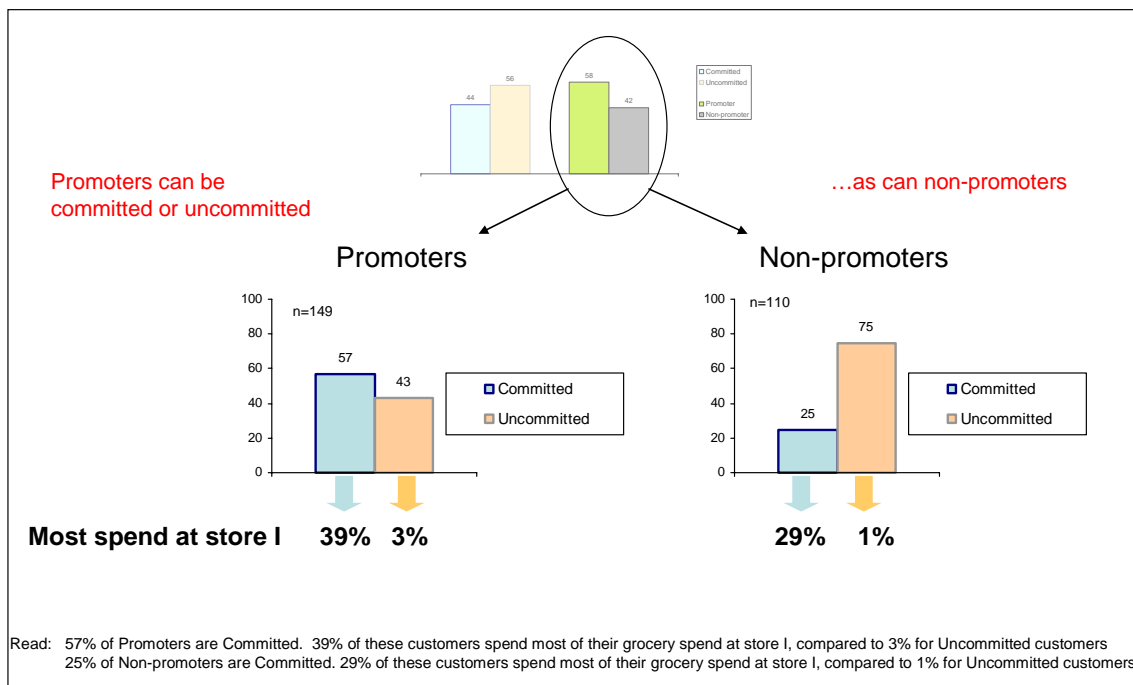 44
56
58
42
Committed
Uncommitted
Promoter
Non-promoter
Promoters can be
committed or uncommitted
…as can non-promoters
Promoters
Non-promoters
100
80
60
40
20
0
n=149
57
43
Committed
Uncommitted
100
80
60
40
20
0
n=110
25
75
Committed
Uncommitted
Most spend at store I 39% 3% 29% 1%
Read: 57% of Promoters are Committed. 39% of these customers spend most of their grocery spend at store I, compared to 3% for Uncommitted customers
25% of Non-promoters are Committed. 29% of these customers spend most of their grocery spend at store I, compared to 1% for Uncommitted customers